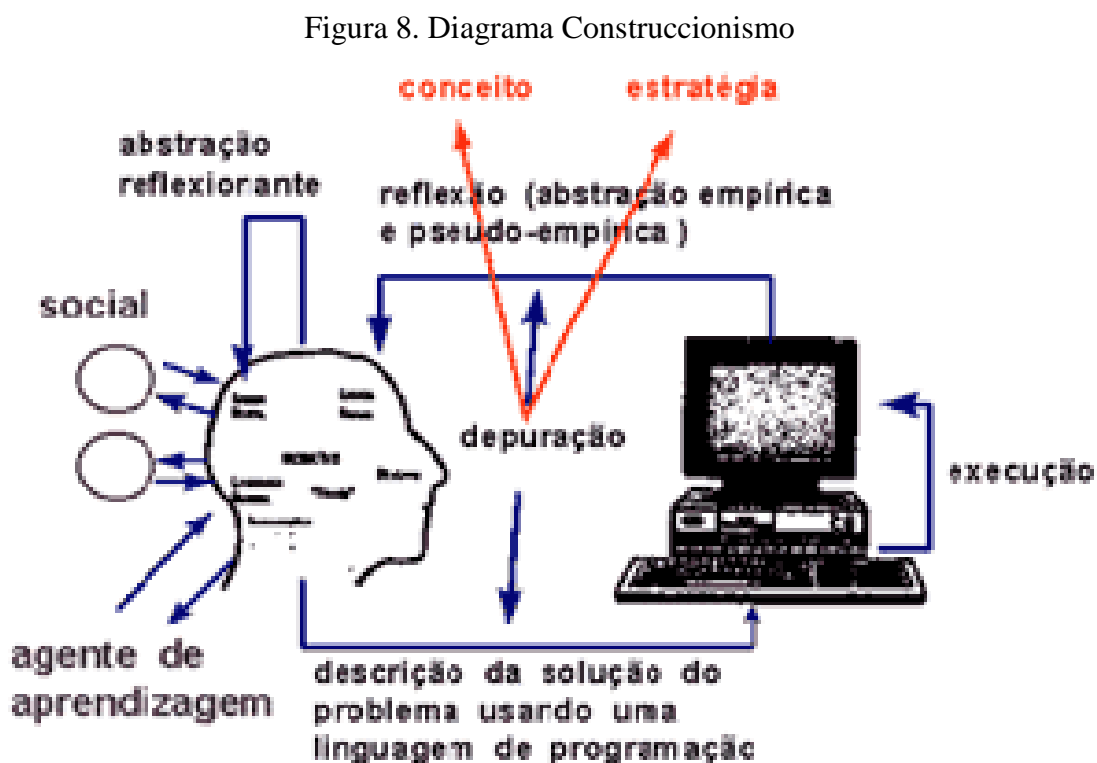 Figura 8. Diagrama Construccionismo
conceito estratégia
abstração
reflexionante
reflexão (abstração empírica
e pseudo-empírica)
social
depuração
execução
agente de
aprendizagem
descrição da solução do
problema usando uma
linguagem de programação